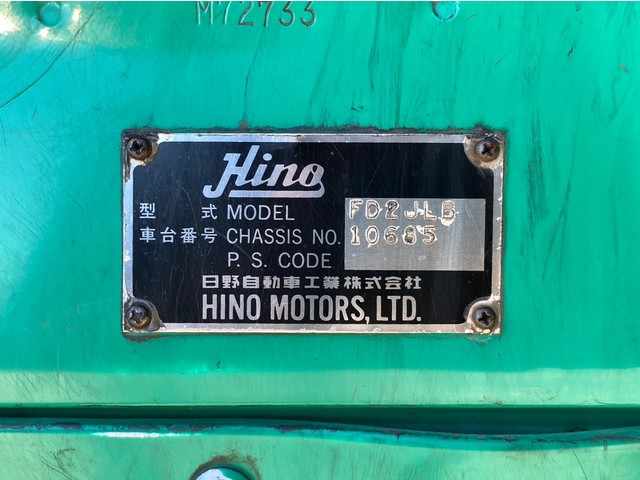 M72733
Hino
型式 MODEL FD2JLB
車台番号 CHASSIS NO. 10685
P. S. CODE
日野自動車工業株式会社
HINO MOTORS, LTD.